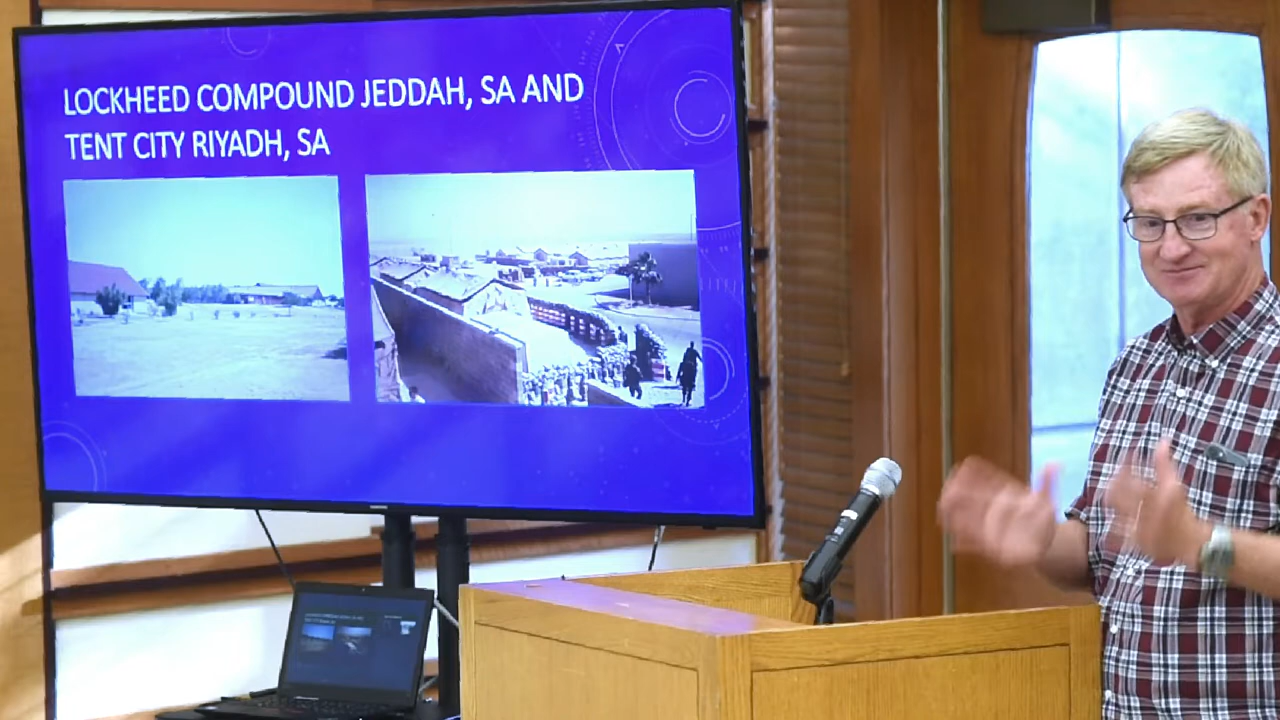 LOCKHEED COMPOUND JEDDAH, SA AND
TENT CITY RIYADH, SA